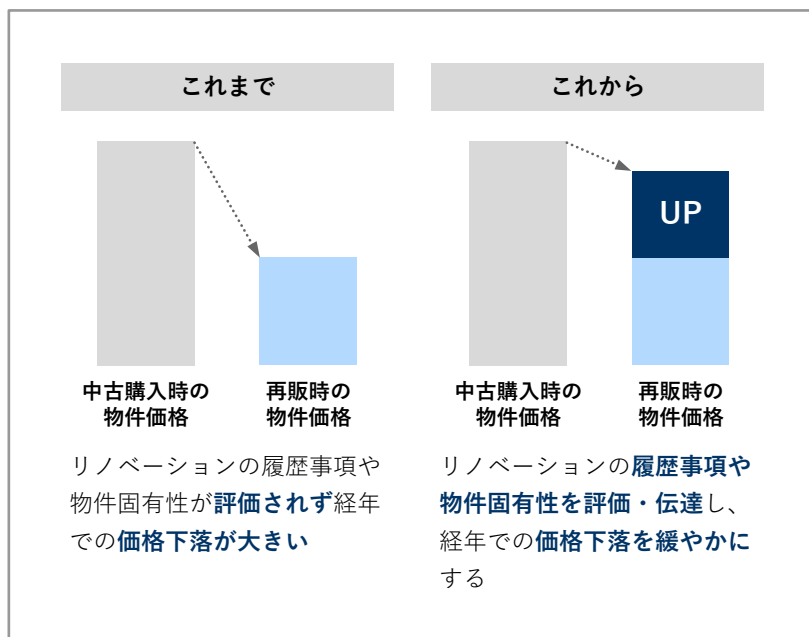 これまで
中古購入時の
物件価格
再販時の
物件価格
リノベーションの履歴事項や
物件固有性が評価されず経年
での価格下落が大きい
これから
UP
中古購入時の
物件価格
再販時の
物件価格
リノベーションの履歴事項や
物件固有性を評価・伝達し、
経年での価格下落を緩やかに
する